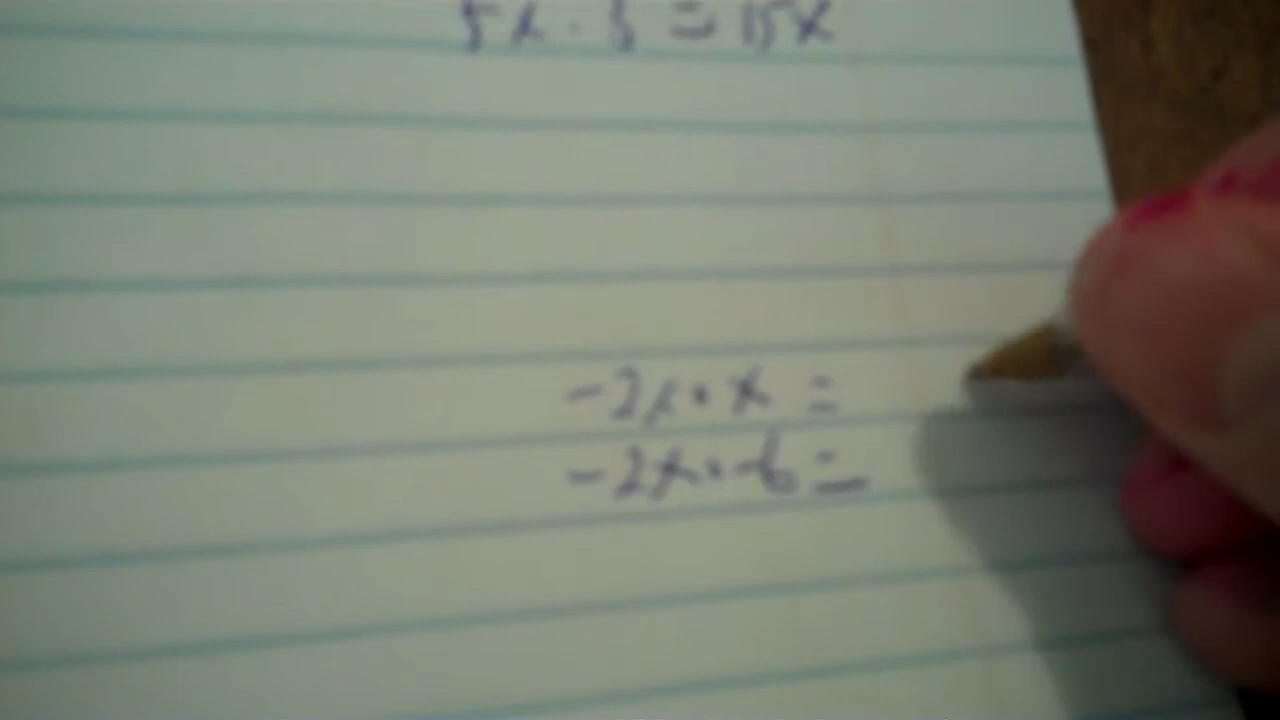 5x · 3 = 15x
-2x · x =
-2x · -6 =